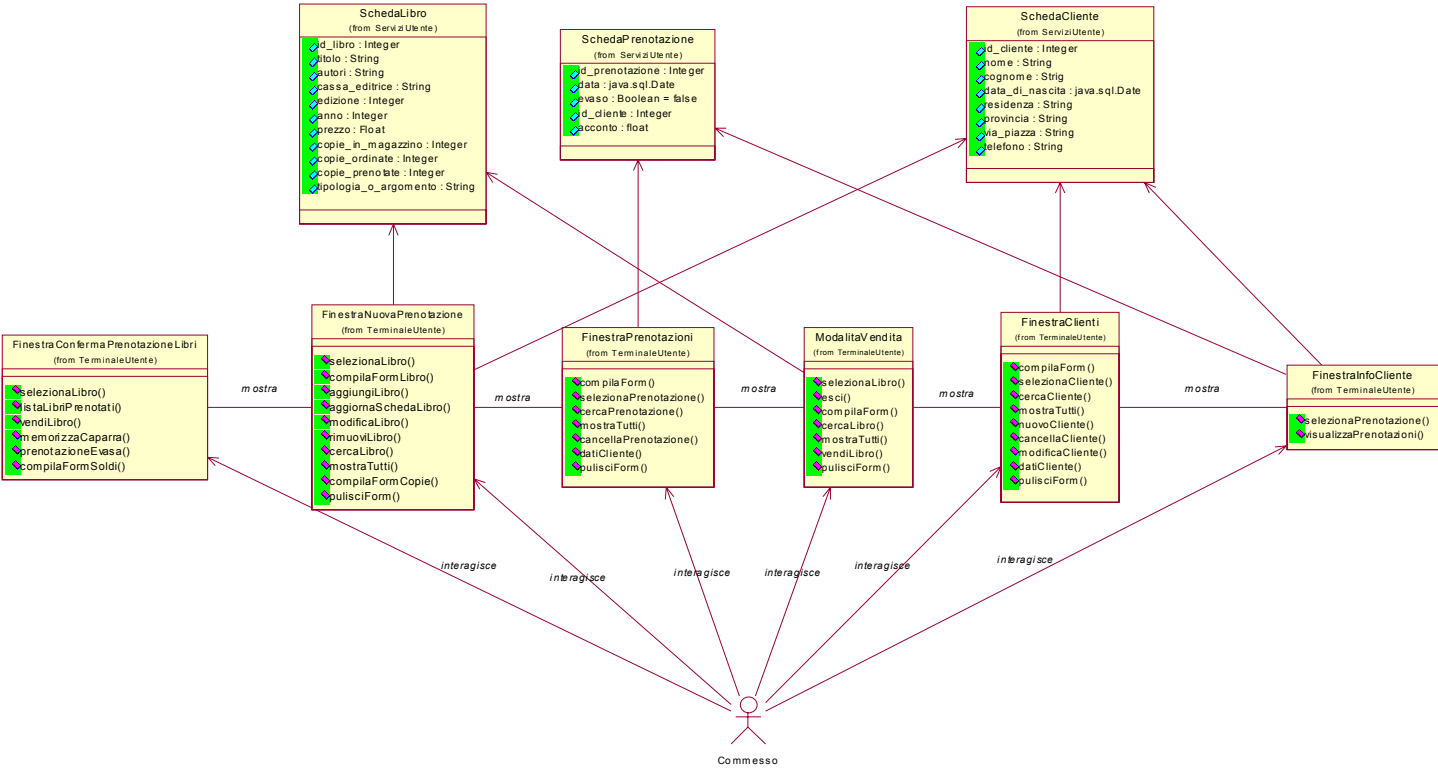 SchedaLibro
(from ServiziUtente)
id_libro : Integer
titolo : String
autori : String
cassa_editrice : String
edizione : Integer
anno : Integer
prezzo : Float
copie_in_magazzino : Integer
copie_ordinate : Integer
copie_prenotate : Integer
tipologia_o_argomento : String
SchedaPrenotazione
(from ServiziUtente)
id_prenotazione : Integer
data : java.sql.Date
evaso : Boolean = false
id_cliente : Integer
acconto : float
SchedaCliente
(from ServiziUtente)
id_cliente : Integer
nome : String
cognome : Strig
data_di_nascita : java.sql.Date
residenza : String
provincia : String
via_piazza : String
telefono : String
FinestraConfermaPrenotazioneLibri
(from TerminaleUtente)
selezionaLibro()
listaLibriPrenotati()
vendiLibro()
memorizzaCaparra()
prenotazioneEvasa()
compilaFormSoldi()
mostra
FinestraNuovaPrenotazione
(from TerminaleUtente)
selezionaLibro()
compilaFormLibro()
aggiungiLibro()
aggiornaSchedaLibro()
modificaLibro()
rimuoviLibro()
cercaLibro()
mostraTutti()
compilaFormCopie()
pulisciForm()
mostra
FinestraPrenotazioni
(from TerminaleUtente)
compilaForm()
selezionaPrenotazione()
cercaPrenotazione()
mostraTutti()
cancellaPrenotazione()
datiCliente()
pulisciForm()
mostra
ModalitaVendita
(from TerminaleUtente)
selezionaLibro()
esci()
compilaForm()
cercaLibro()
mostraTutti()
vendiLibro()
pulisciForm()
mostra
FinestraClienti
(from TerminaleUtente)
compilaForm()
selezionaCliente()
cercaCliente()
mostraTutti()
nuovoCliente()
cancellaCliente()
modificaCliente()
datiCliente()
pulisciForm()
mostra
FinestraInfoCliente
(from TerminaleUtente)
selezionaPrenotazione()
visualizzaPrenotazioni()
interagisce
interagisce
interagisce
interagisce
interagisce
interagisce
Commesso